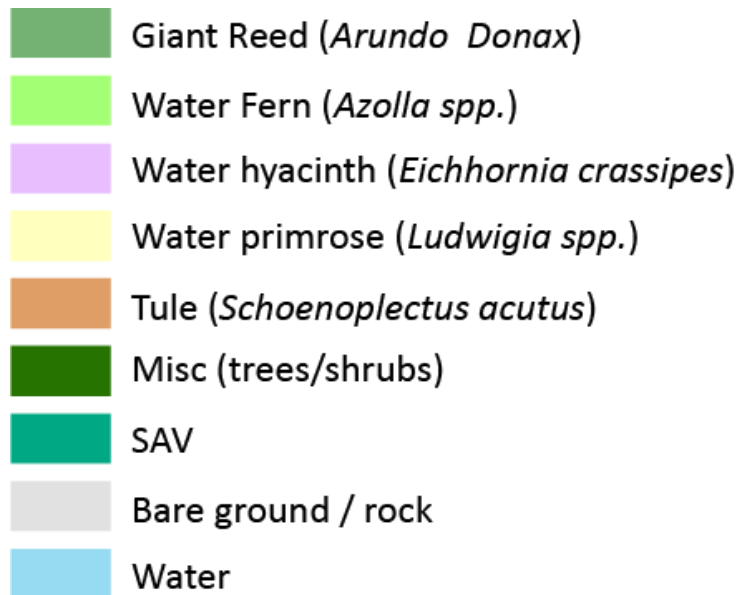 Giant Reed (Arundo Donax)
Water Fern (Azolla spp.)
Water hyacinth (Eichhornia crassipes)
Water primrose (Ludwigia spp.)
Tule (Schoenoplectus acutus)
Misc (trees/shrubs)
SAV
Bare ground / rock
Water